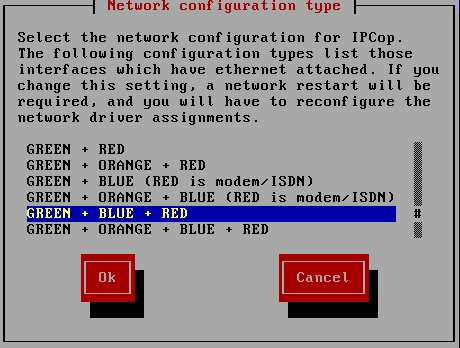 Network configuration type
Select the network configuration for IPCop.
The following configuration types list those
interfaces which have ethernet attached. If you
change this setting, a network restart will be
required, and you will have to reconfigure the
network driver assignments.
GREEN + RED
GREEN + ORANGE + RED
GREEN + BLUE (RED is modem/ISDN)
GREEN + ORANGE + BLUE (RED is modem/ISDN)
GREEN + BLUE + RED #
GREEN + ORANGE + BLUE + RED
Ok Cancel